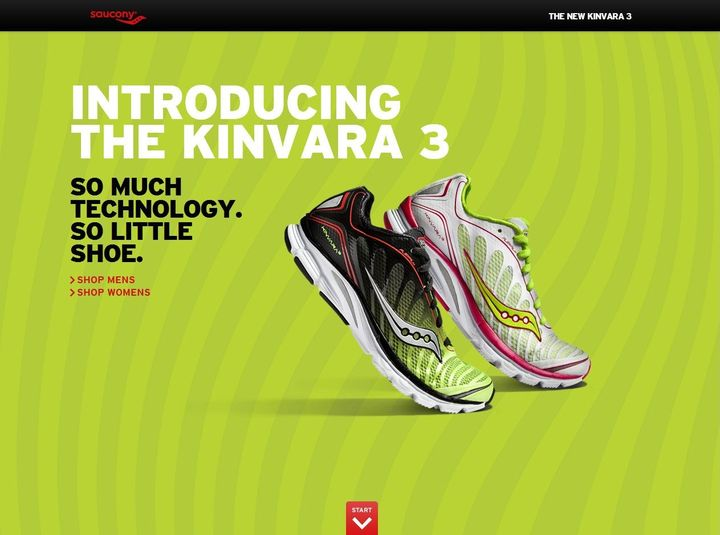 saucony
THE NEW KINVARA 3
INTRODUCING
THE KINVARA 3
SO MUCH
TECHNOLOGY.
SO LITTLE
SHOE.
SHOP MENS
SHOP WOMENS
START